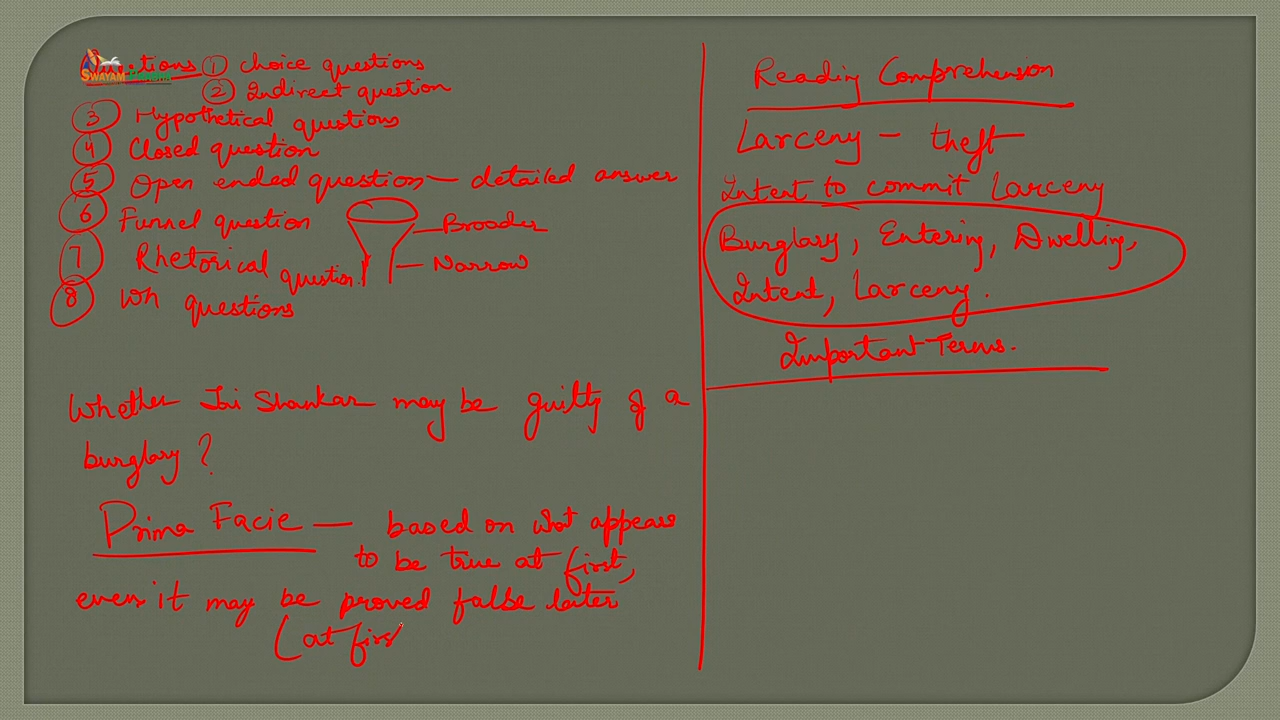 Questions ① choice questions
② Indirect question
③ Hypothetical questions
④ Closed question
⑤ Open ended question — detailed answer
⑥ Funnel question
Broader
Narrow
⑦ Rhetorical question.
⑧ Wh questions
Whether Jai Shankar may be guilty of a
burglary?
Prima Facie — based on what appears
to be true at first,
even it may be proved false later
(at firs
Reading Comprehension
Larceny — theft
Intent to commit Larceny
Burglary, Entering, Dwelling,
Intent, Larceny.
Important Terms.
SWAYAM